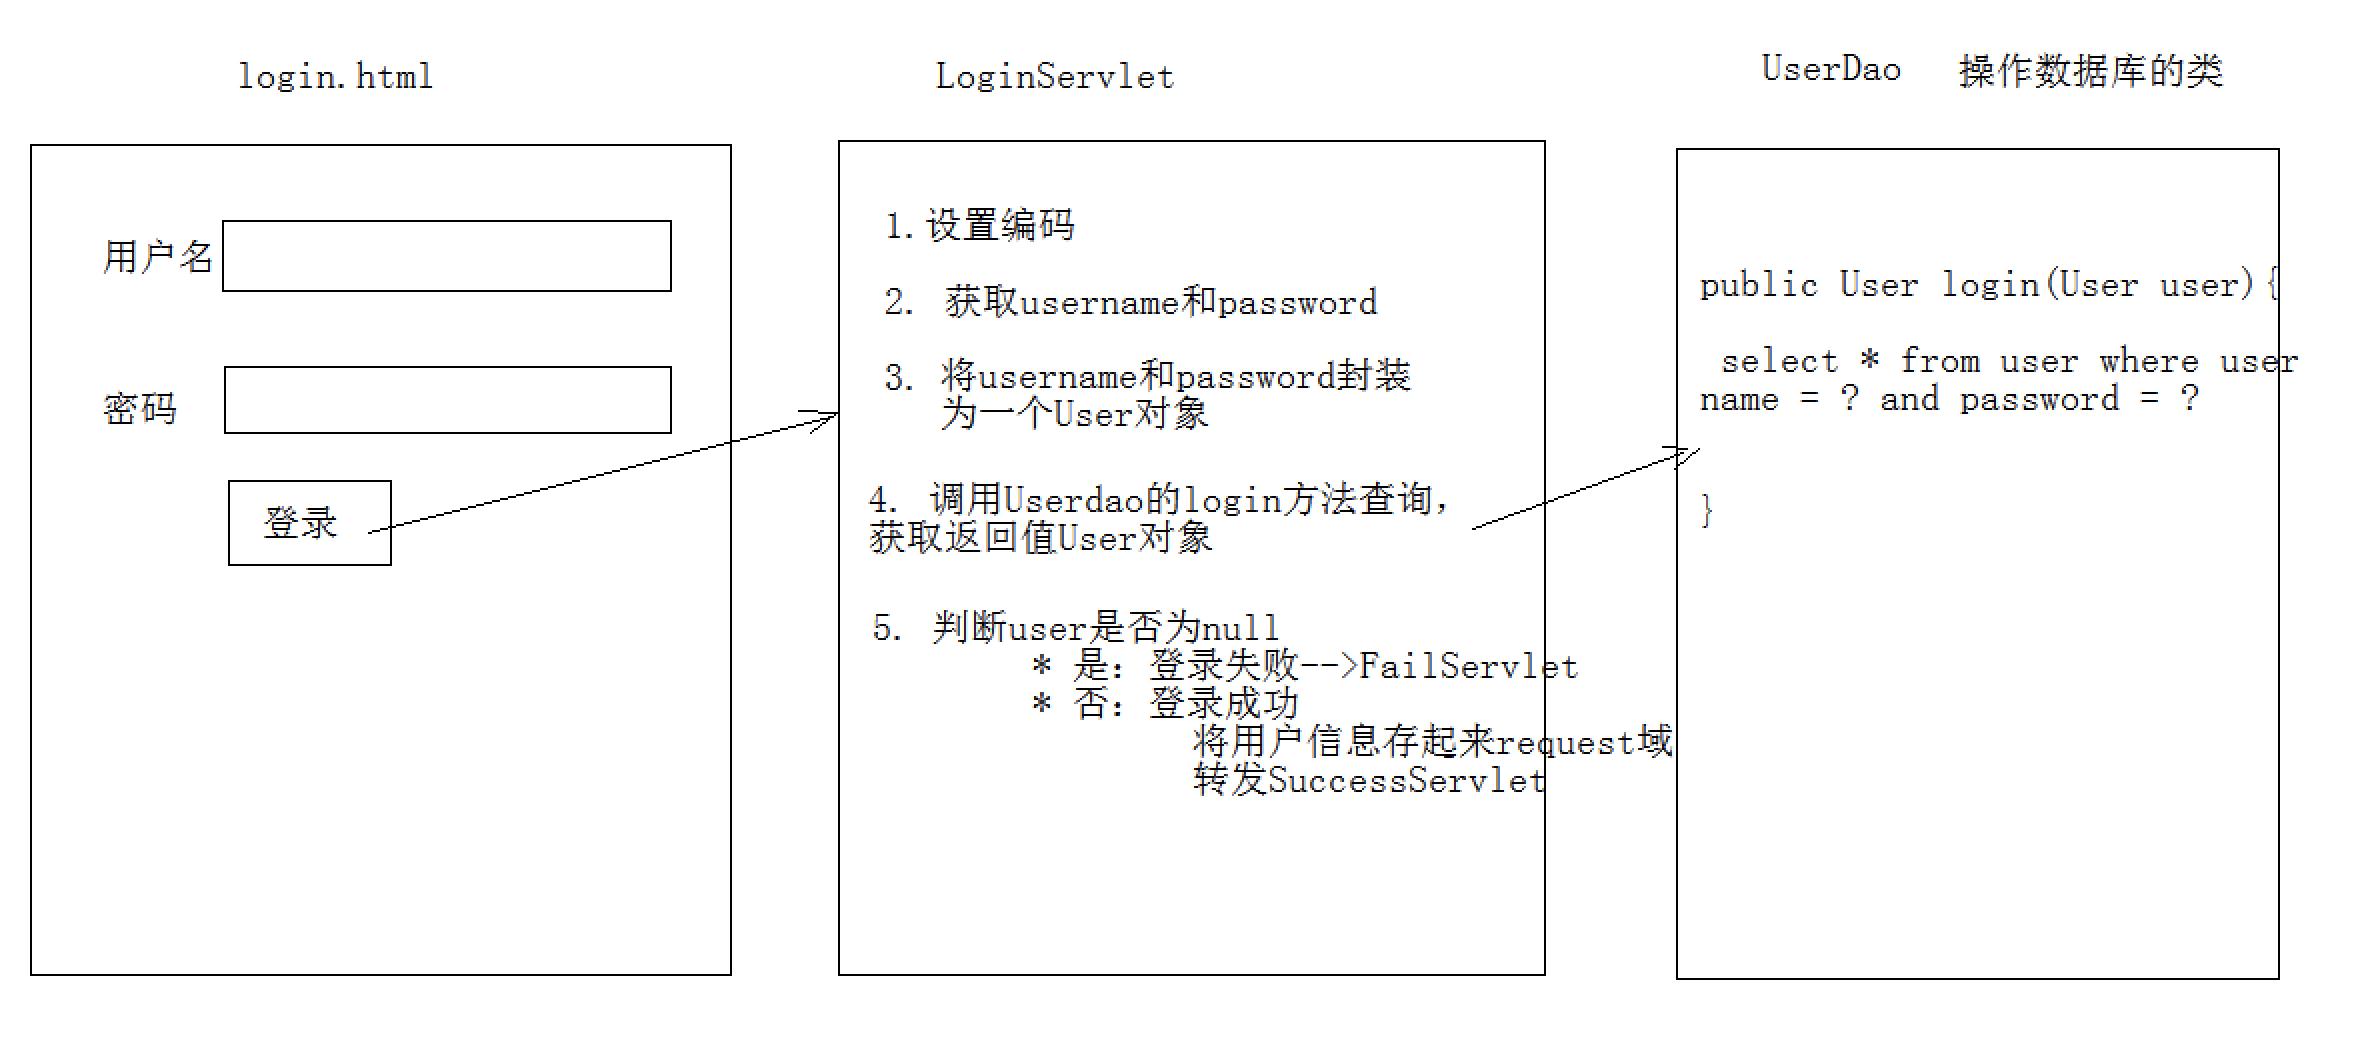 login.html
用户名
密码
登录
LoginServlet
1.设置编码
2. 获取username和password
3. 将username和password封装
为一个User对象
4. 调用Userdao的login方法查询,
获取返回值User对象
5. 判断user是否为null
* 是：登录失败-->FailServlet
* 否：登录成功
将用户信息存起来request域
转发SuccessServlet
UserDao 操作数据库的类
public User login(User user){
select * from user where user
name = ? and password = ?
}